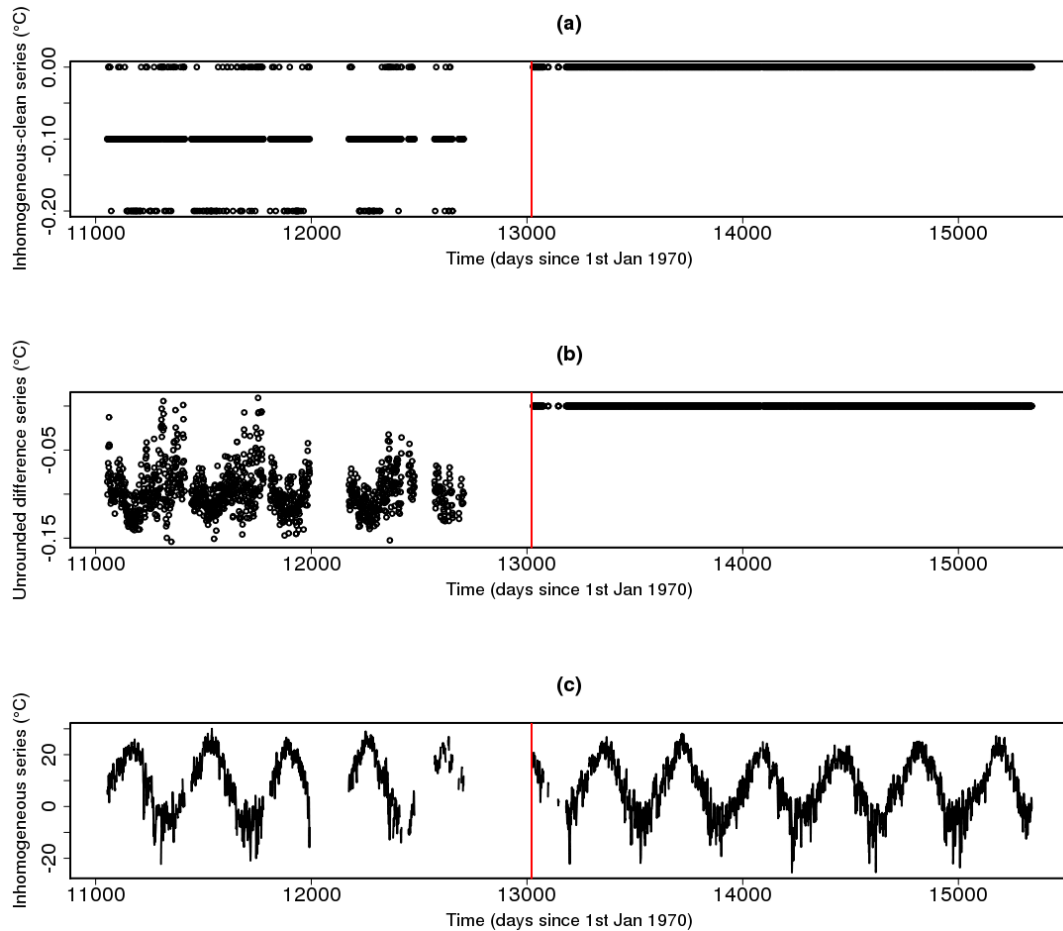 (a)
Inhomogeneous-clean series (°C)
0.00
-0.10
-0.20
11000 12000 13000 14000 15000
Time (days since 1st Jan 1970)
(b)
Unrounded difference series (°C)
-0.05
-0.15
11000 12000 13000 14000 15000
Time (days since 1st Jan 1970)
(c)
Inhomogeneous series (°C)
20
0
-20
11000 12000 13000 14000 15000
Time (days since 1st Jan 1970)